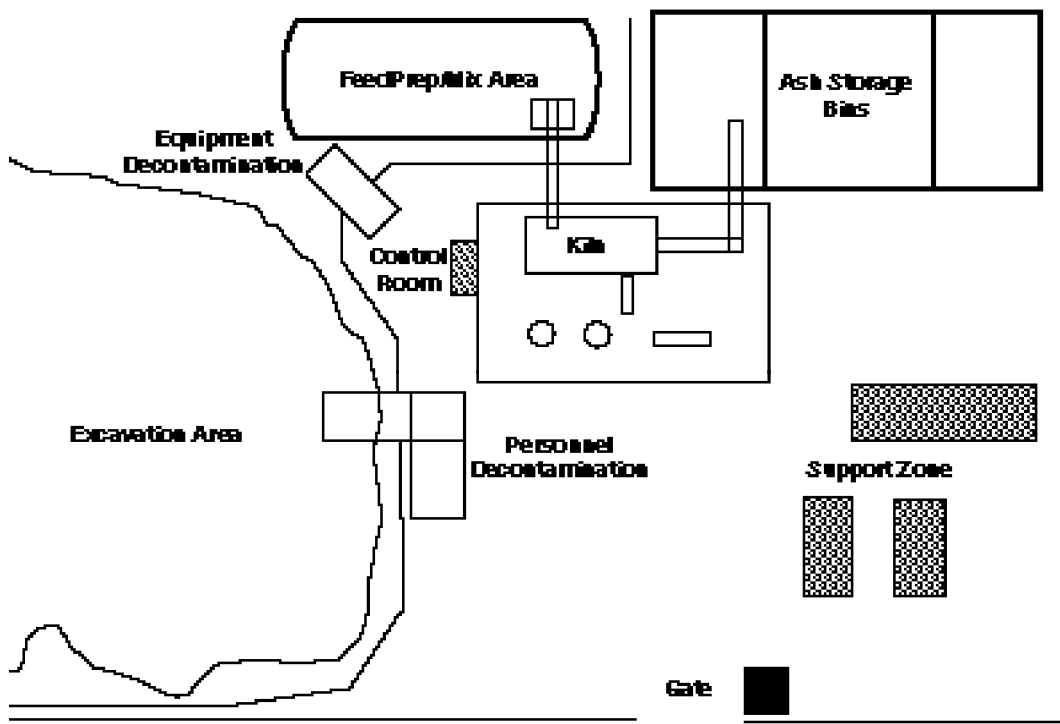 Feed Prep/Mix Area
Ash Storage
Bins
Equipment
Decontamination
Kiln
Control
Room
Excavation Area
Personnel
Decontamination
Support Zone
Gate